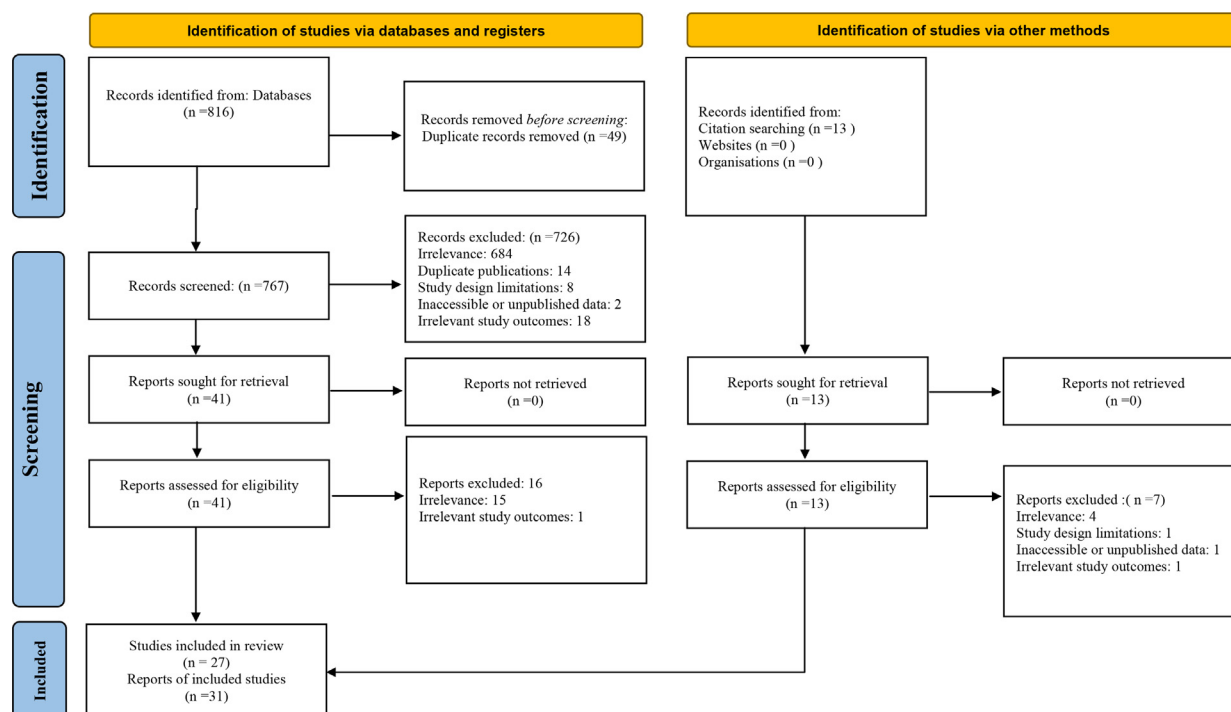 Identification of studies via databases and registers
Identification of studies via other methods
Identification
Records identified from: Databases
(n =816)
Records removed before screening:
Duplicate records removed (n =49)
Records identified from:
Citation searching (n =13 )
Websites (n =0 )
Organisations (n =0 )
Screening
Records screened: (n =767)
Records excluded: (n =726)
Irrelevance: 684
Duplicate publications: 14
Study design limitations: 8
Inaccessible or unpublished data: 2
Irrelevant study outcomes: 18
Reports sought for retrieval
(n =41)
Reports not retrieved
(n =0)
Reports sought for retrieval
(n =13)
Reports not retrieved
(n =0)
Reports assessed for eligibility
(n =41)
Reports excluded: 16
Irrelevance: 15
Irrelevant study outcomes: 1
Reports assessed for eligibility
(n =13)
Reports excluded :( n =7)
Irrelevance: 4
Study design limitations: 1
Inaccessible or unpublished data: 1
Irrelevant study outcomes: 1
Included
Studies included in review
(n = 27)
Reports of included studies
(n =31)